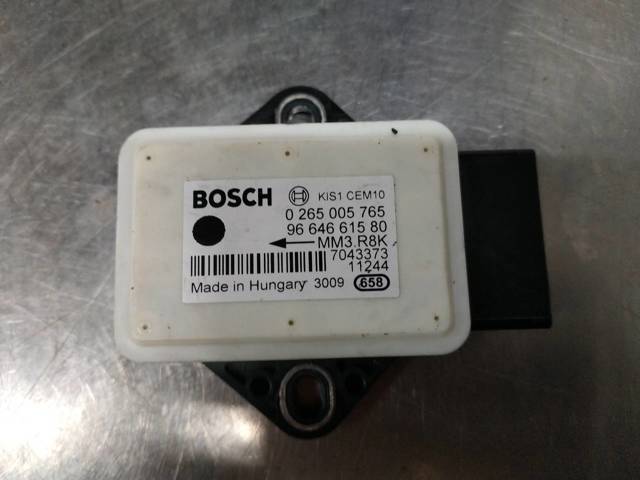 BOSCH KiS1 CEM10
0 265 005 765
96 646 615 80
MM3.R8K
7043373
11244
Made in Hungary 3009 658